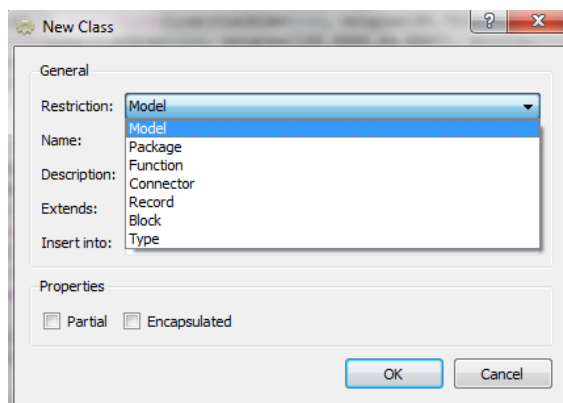 New Class
General
Restriction: Model
Model
Name:
Package
Function
Description:
Connector
Extends:
Record
Block
Insert into:
Type
Properties
Partial Encapsulated
OK Cancel